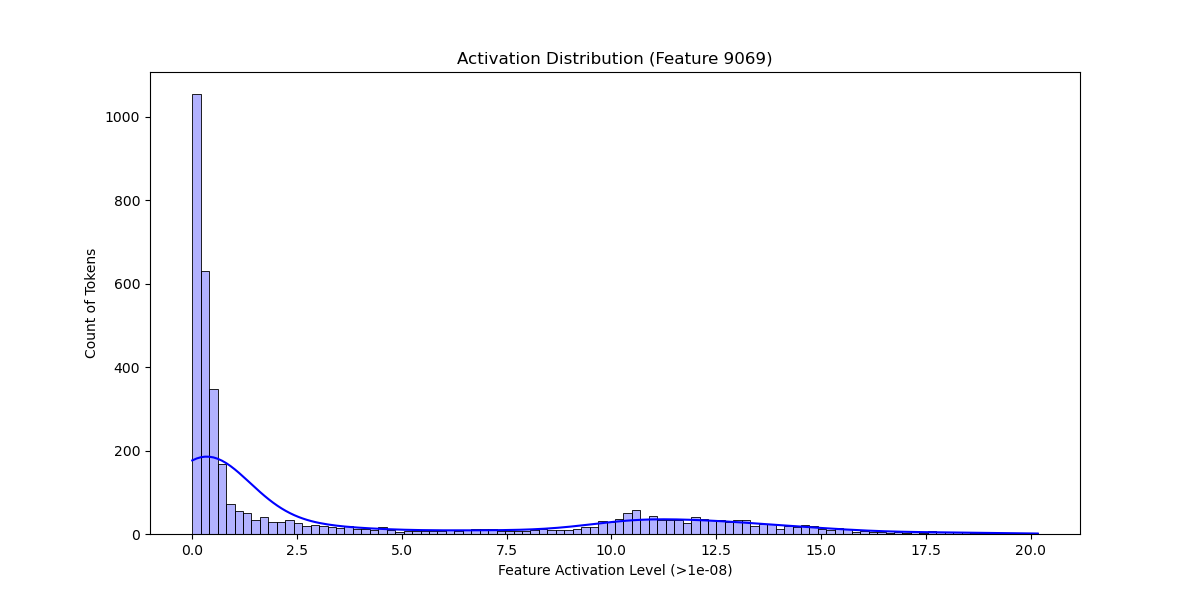 Activation Distribution (Feature 9069)
Count of Tokens
1000
800
600
400
200
0
0.0 2.5 5.0 7.5 10.0 12.5 15.0 17.5 20.0
Feature Activation Level (>1e-08)